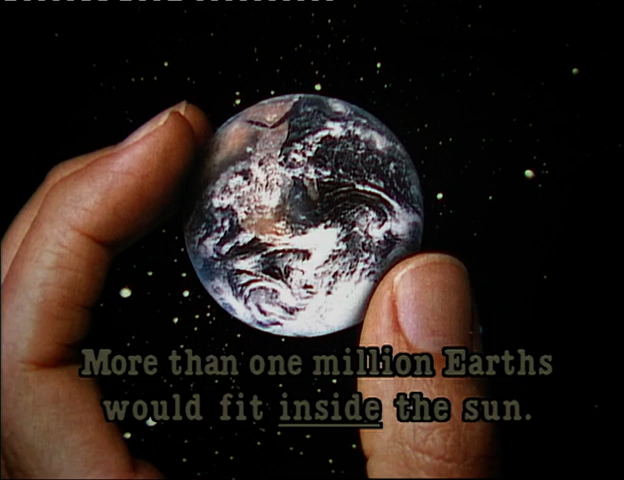 More than one million Earths
would fit inside the sun.